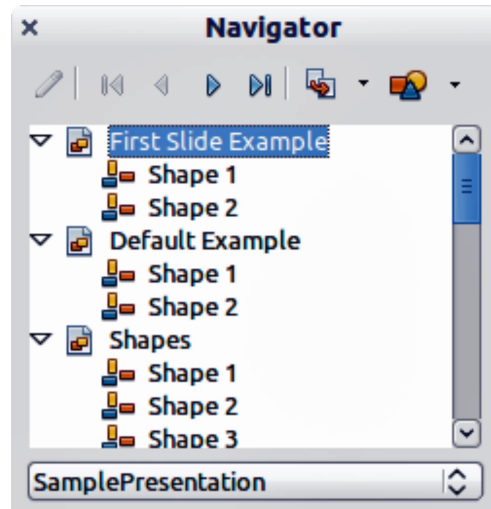 Navigator
First Slide Example
Shape 1
Shape 2
Default Example
Shape 1
Shape 2
Shapes
Shape 1
Shape 2
Shape 3
SamplePresentation